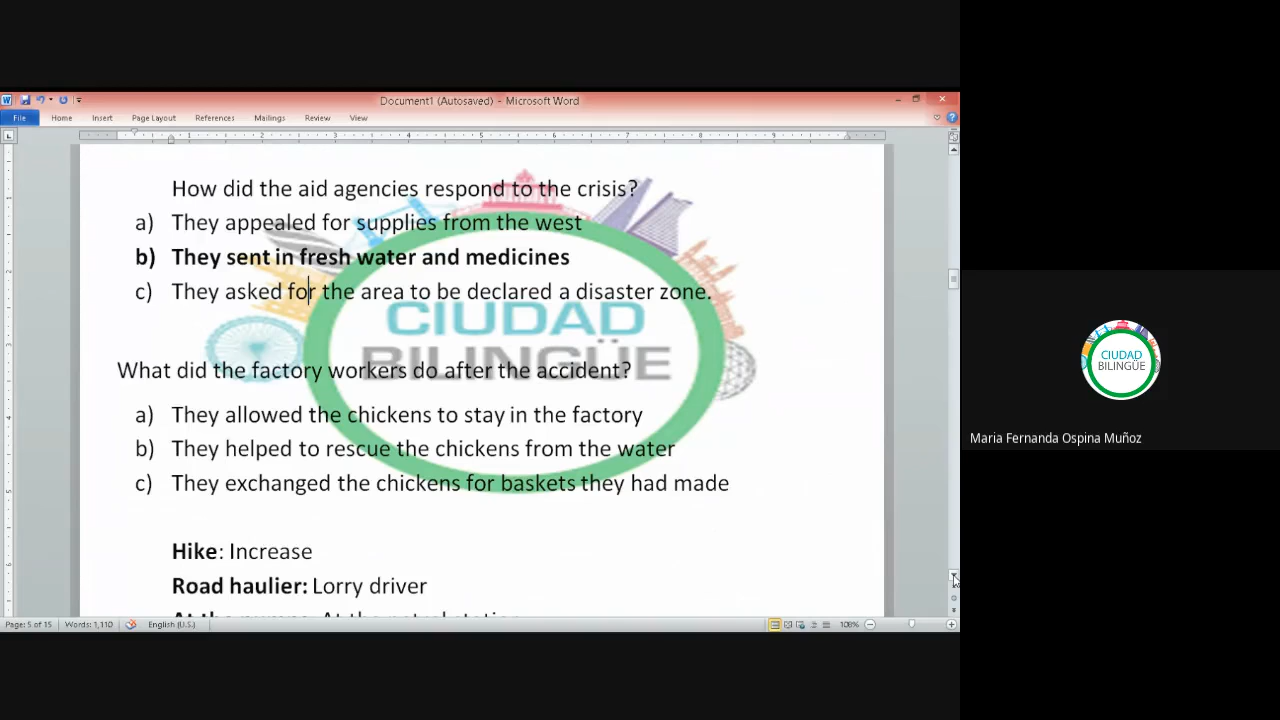 Document1 (Autosaved) - Microsoft Word
File Home Insert Page Layout References Mailings Review View
How did the aid agencies respond to the crisis?
a) They appealed for supplies from the west
b) They sent in fresh water and medicines
c) They asked for the area to be declared a disaster zone.
CIUDAD
BILINGÜE
What did the factory workers do after the accident?
a) They allowed the chickens to stay in the factory
b) They helped to rescue the chickens from the water
c) They exchanged the chickens for baskets they had made
Hike: Increase
Road haulier: Lorry driver
Page: 5 of 15 Words: 1,110 English (U.S.) 108%
CIUDAD
BILINGÜE
Maria Fernanda Ospina Muñoz